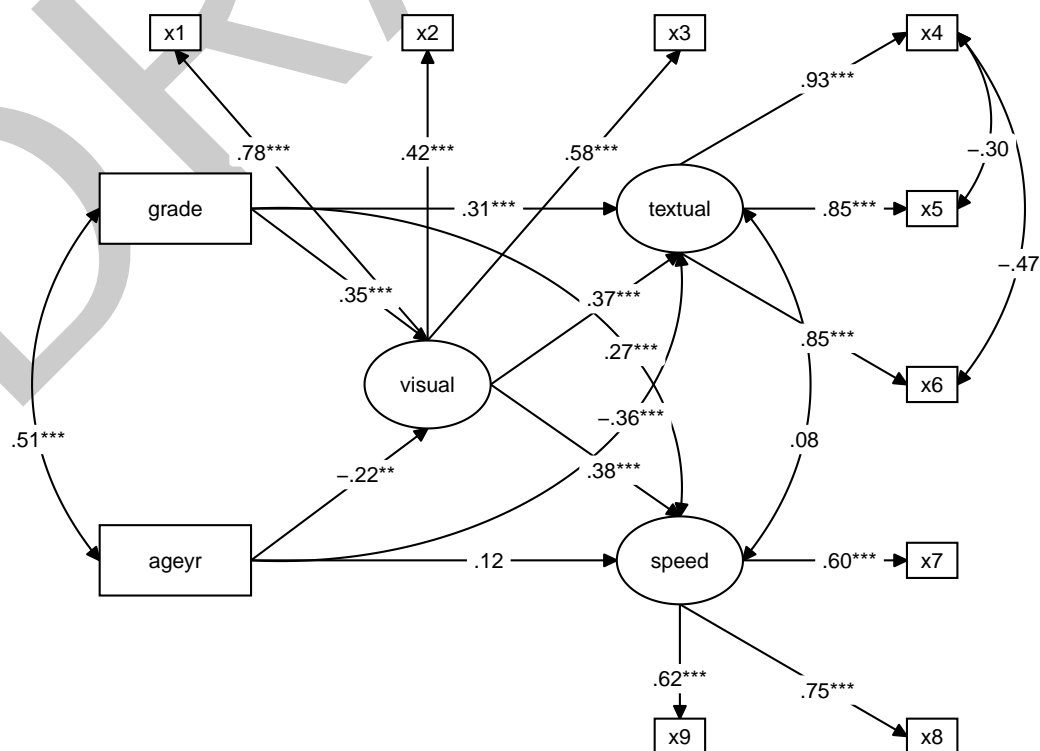 x1
x2
x3
x4
.93***
.78***
.42***
.58***
−.30
grade
.31***
textual
.85***
x5
−.47
.35***
.37***
.85***
.27***
visual
x6
−.36***
.51***
.08
−.22**
.38***
ageyr
.12
speed
.60***
x7
.62***
.75***
x9
x8